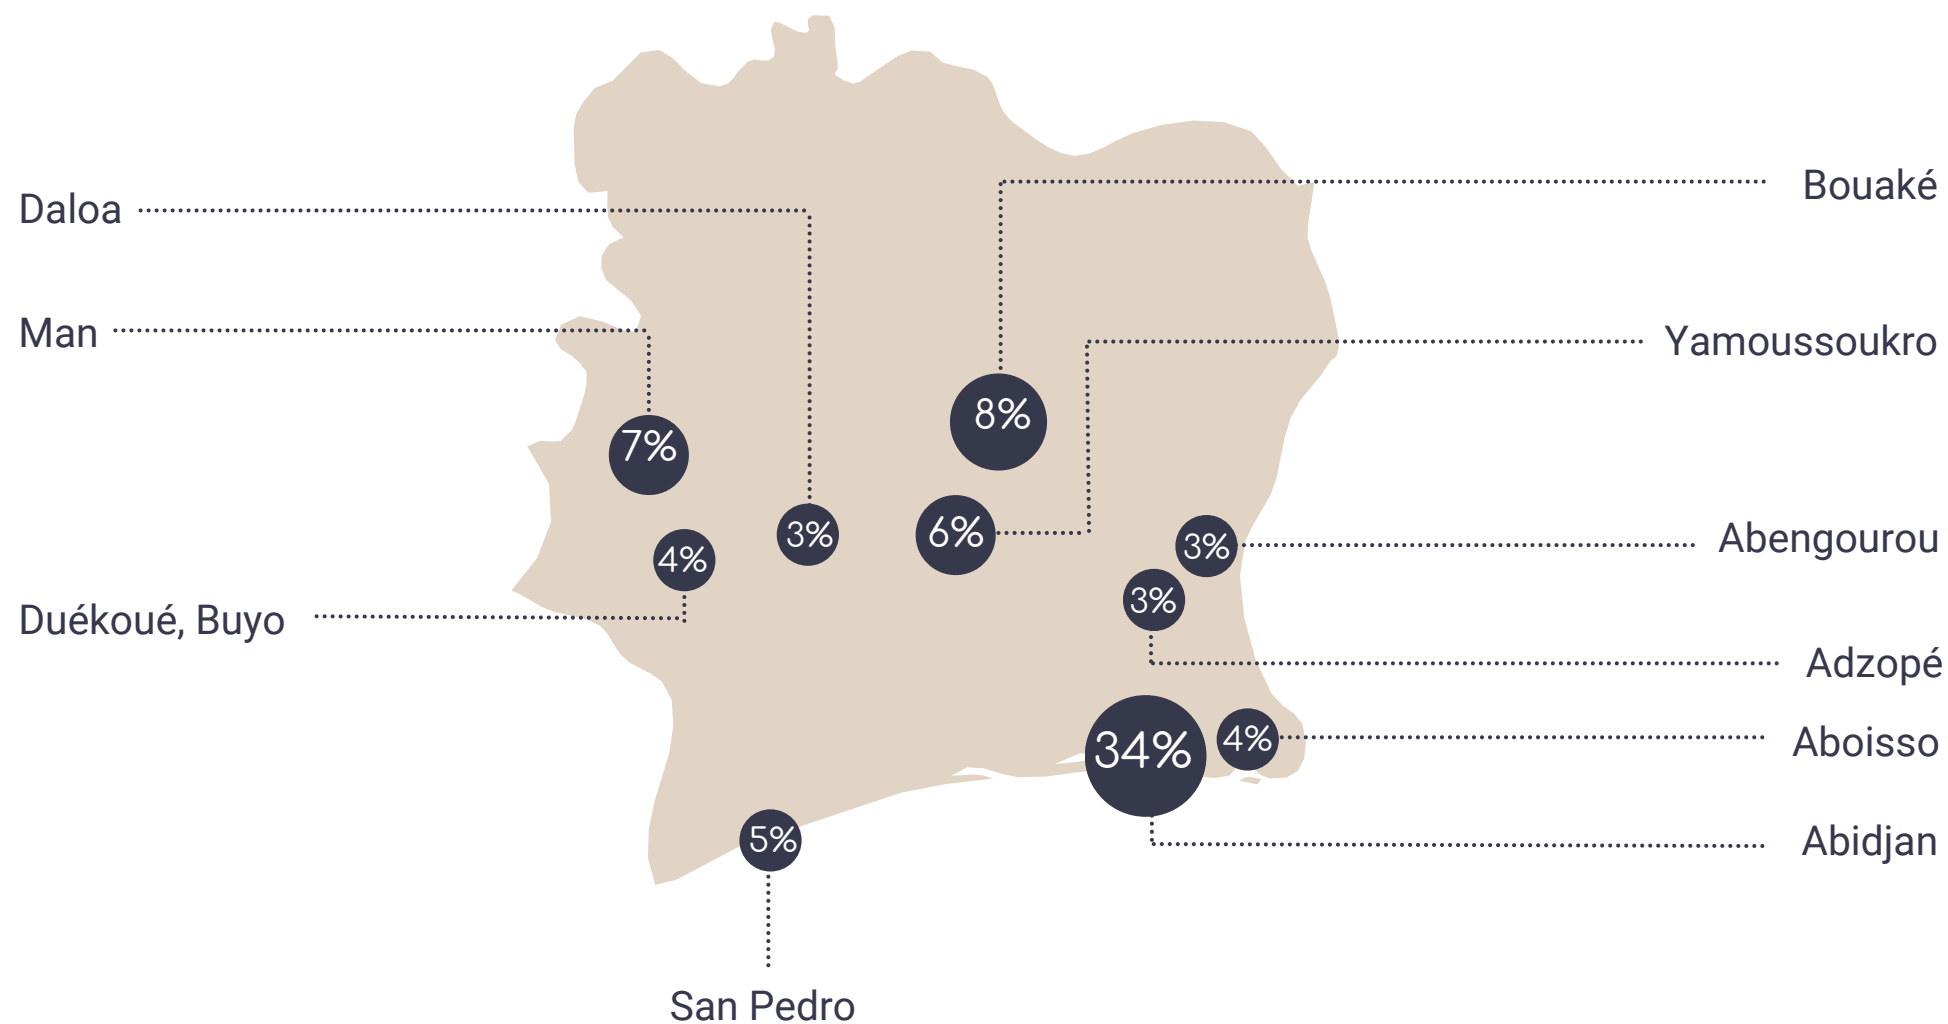 Bouaké
Daloa
Man
Yamoussoukro
8%
7%
6%
3%
3%
Abengourou
4%
3%
Duékoué, Buyo
Adzopé
34%
4%
Aboisso
5%
Abidjan
San Pedro